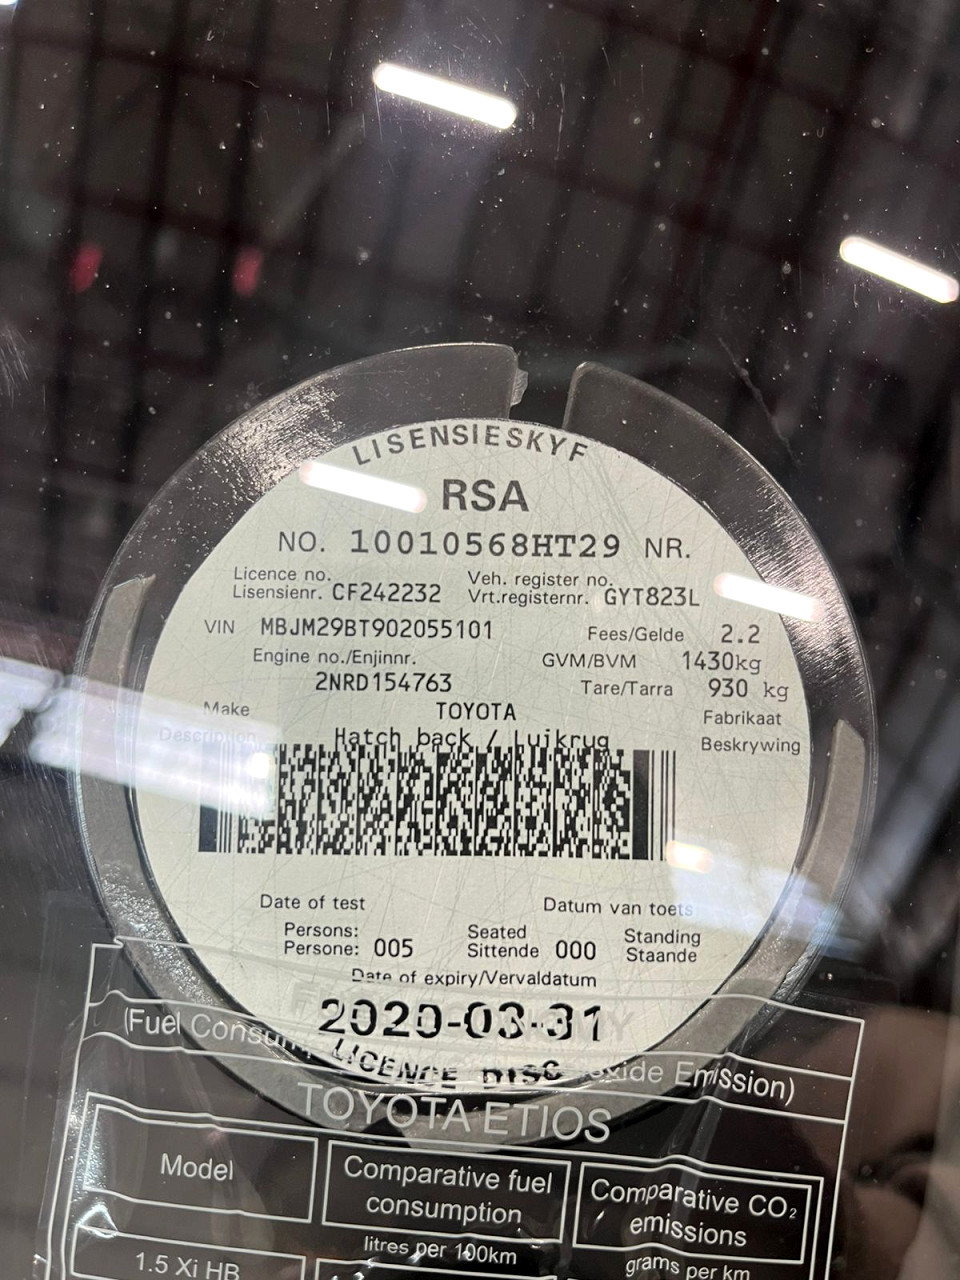 LISENSIESKYF
RSA
NO. 10010568HT29 NR.
Licence no.
Lisensienr. CF242232
Veh. register no.
Vrt.registernr. GYT823L
VIN MBJM29BT902055101
Fees/Gelde 2.2
Engine no./Enjinnr.
2NRD154763
GVM/BVM 1430kg
Tare/Tarra 930 kg
Make TOYOTA Fabrikaat
Description Hatch back / Luikrug Beskrywing
Date of test Datum van toets
Persons:
Persone: 005
Seated
Sittende 000
Standing
Staande
Date of expiry/Vervaldatum
2020-03-31
LICENCE DISC
(Fuel Emission)
TOYOTA ETIOS
Model
Comparative fuel
consumption
litres per 100km
Comparative CO₂
emissions
grams per km
1.5 Xi HB